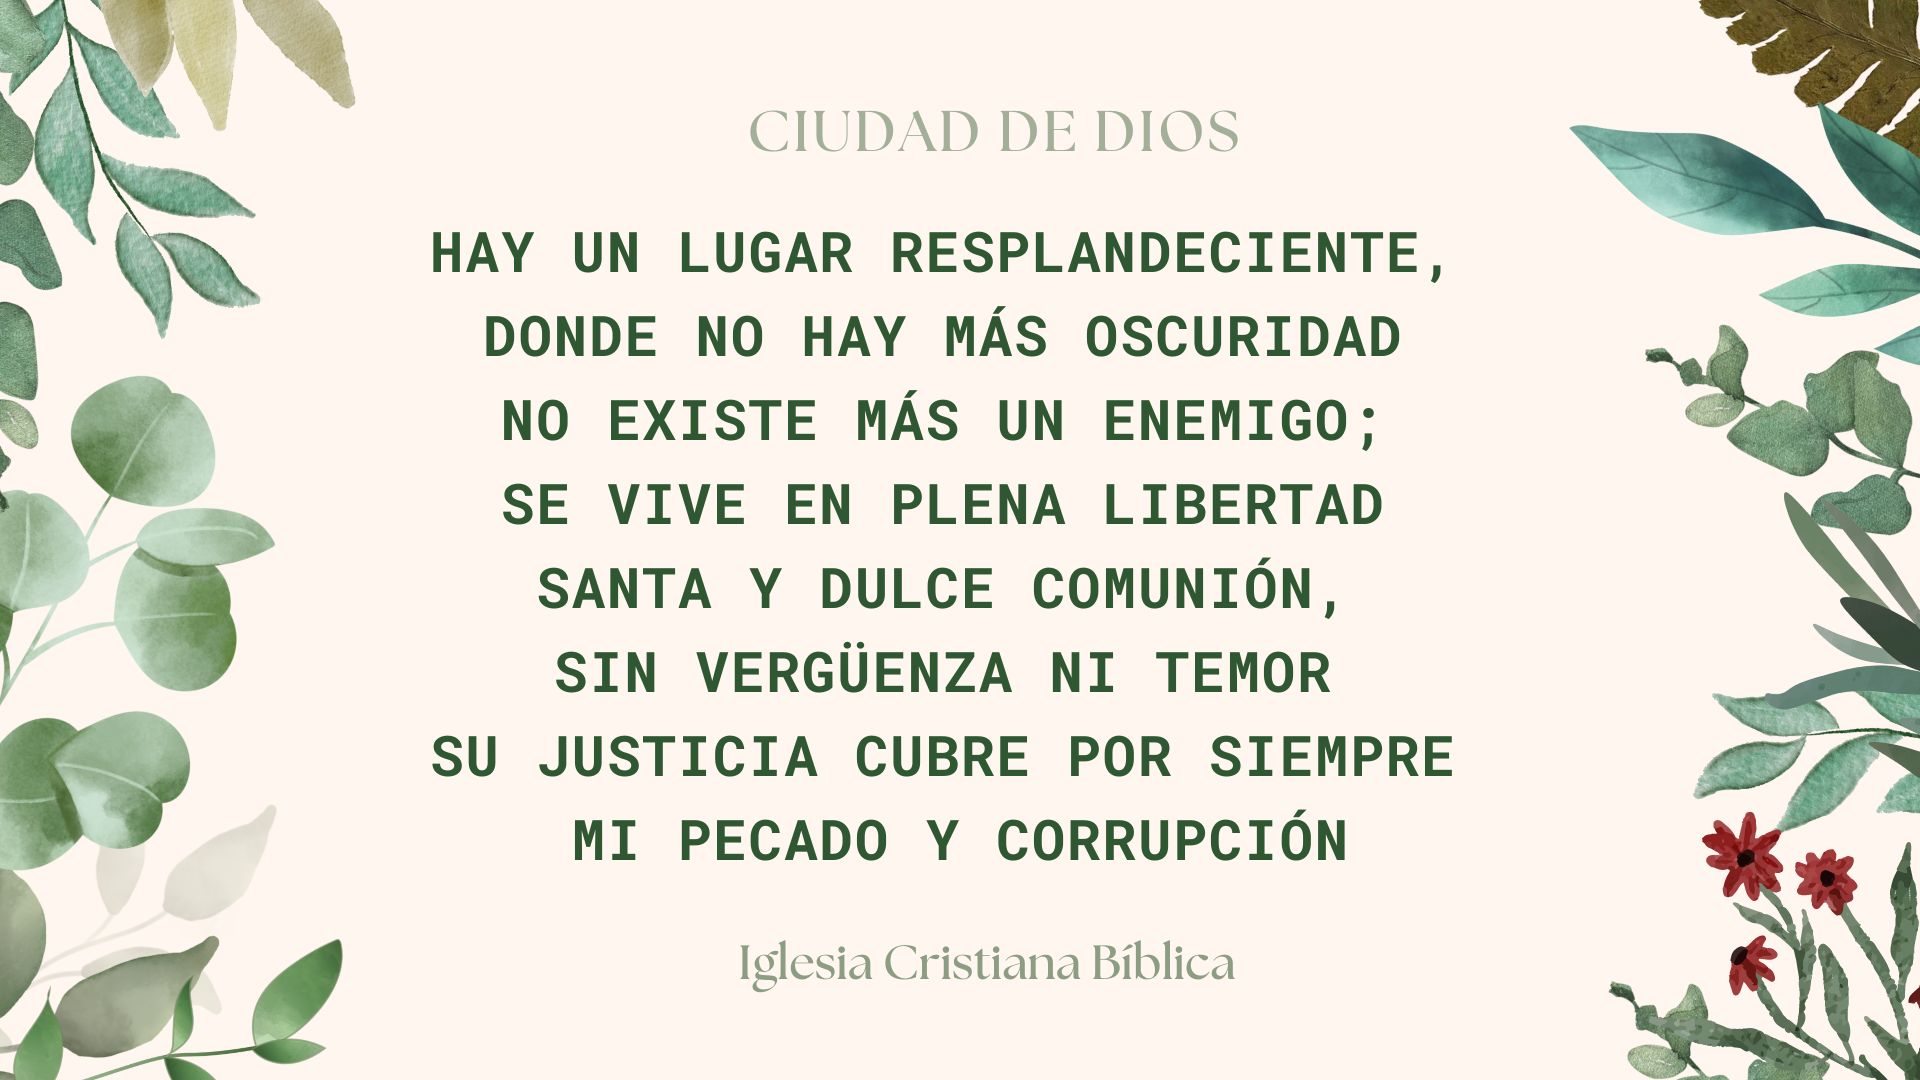 CIUDAD DE DIOS
HAY UN LUGAR RESPLANDECIENTE,
DONDE NO HAY MÁS OSCURIDAD
NO EXISTE MÁS UN ENEMIGO;
SE VIVE EN PLENA LIBERTAD
SANTA Y DULCE COMUNIÓN,
SIN VERGÜENZA NI TEMOR
SU JUSTICIA CUBRE POR SIEMPRE
MI PECADO Y CORRUPCIÓN
Iglesia Cristiana Bíblica